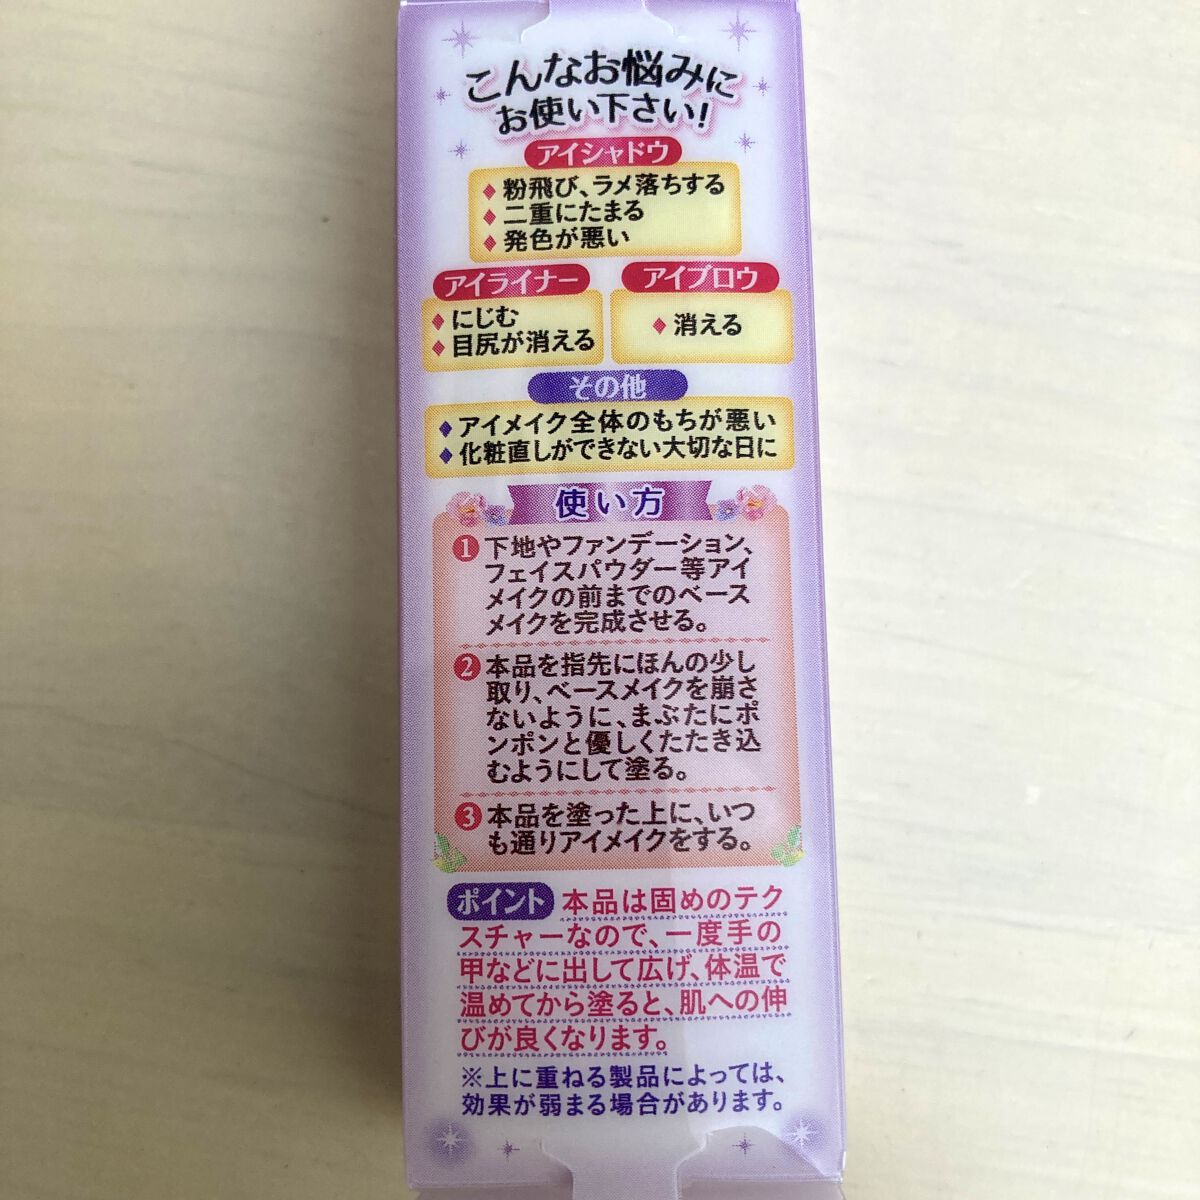 こんなお悩みに
お使い下さい!
アイシャドウ
◆粉飛び、ラメ落ちする
◆二重にたまる
◆発色が悪い
アイライナー
◆にじむ
◆目尻が消える
アイブロウ
◆消える
その他
◆アイメイク全体のもちが悪い
◆化粧直しができない大切な日に
使い方
❶下地やファンデーション、
フェイスパウダー等アイ
メイクの前までのベース
メイクを完成させる。
❷本品を指先にほんの少し
取り、ベースメイクを崩さ
ないように、まぶたにポ
ンポンと優しくたたき込
むようにして塗る。
❸本品を塗った上に、いつ
も通りアイメイクをする。
ポイント 本品は固めのテク
スチャーなので、一度手の
甲などに出して広げ、体温で
温めてから塗ると、肌への伸
びが良くなります。
※上に重ねる製品によっては、
効果が弱まる場合があります。